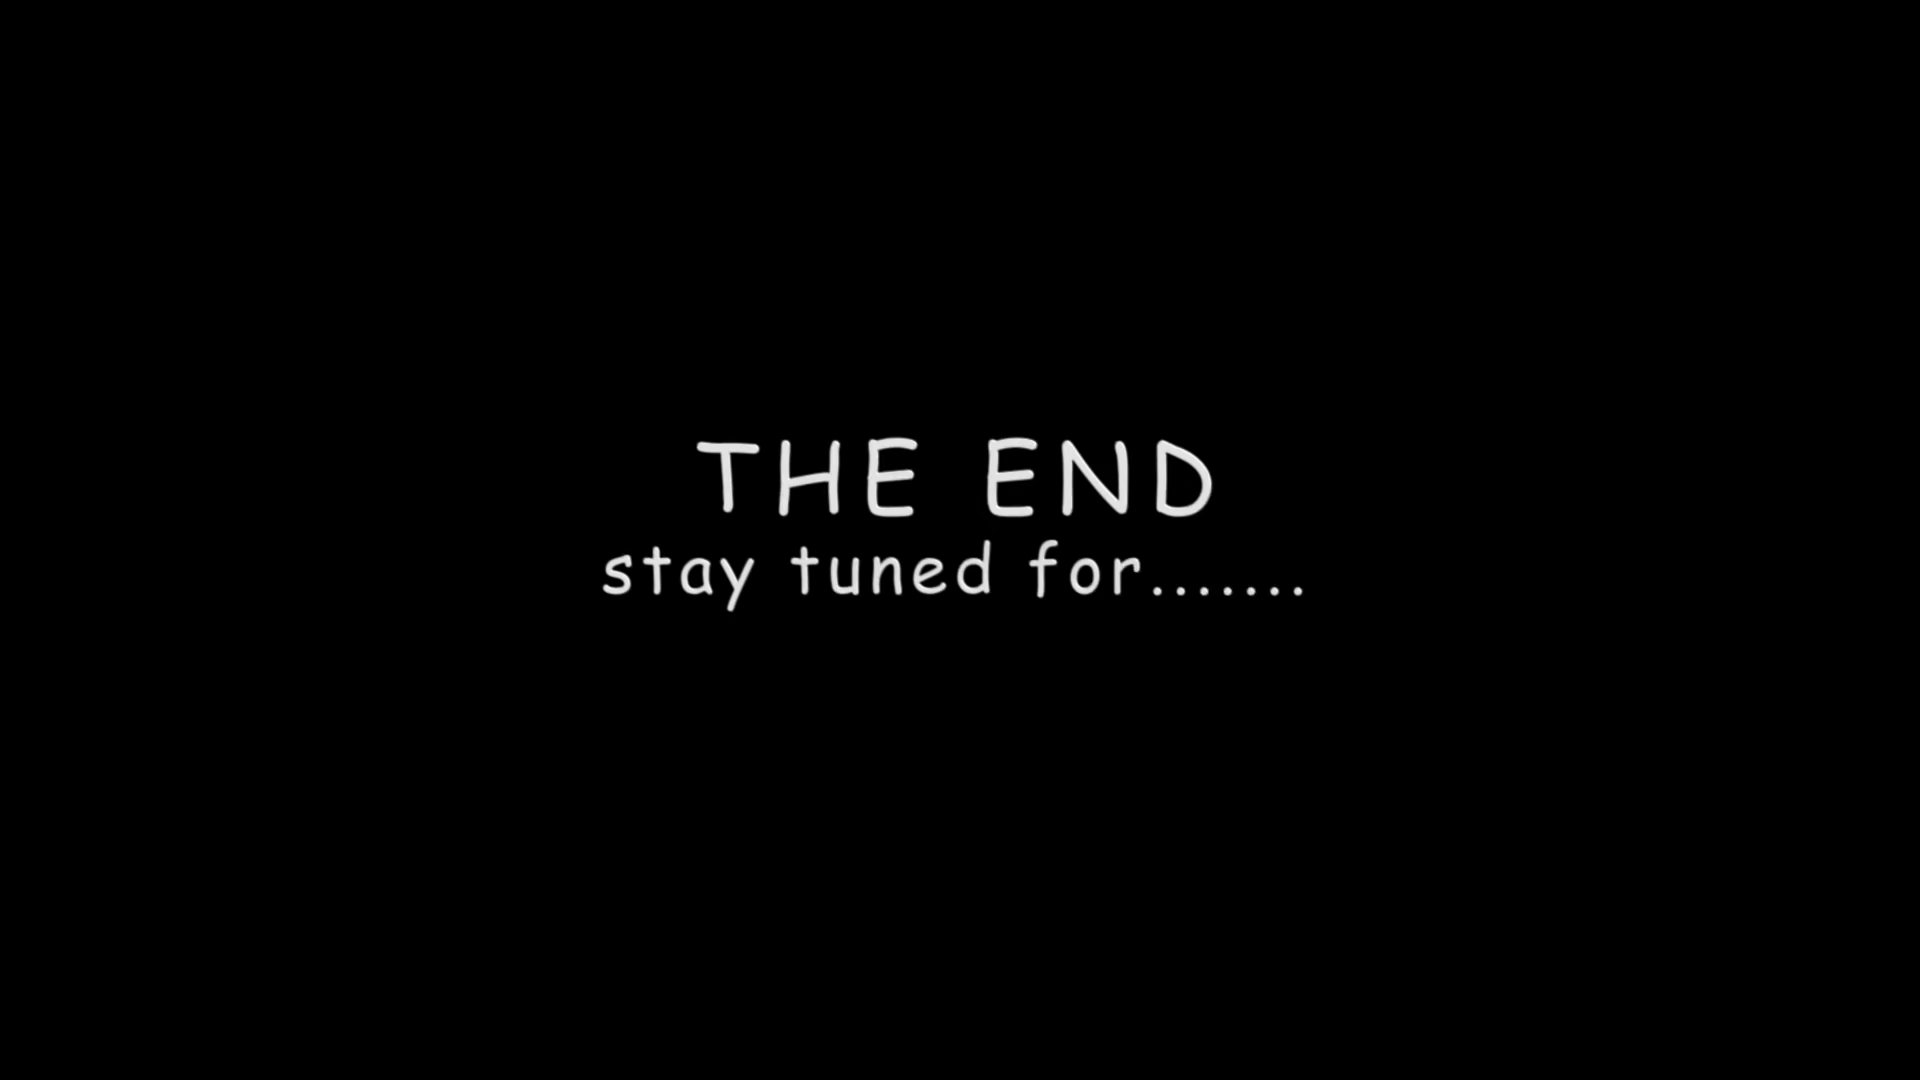 THE END
stay tuned for.......